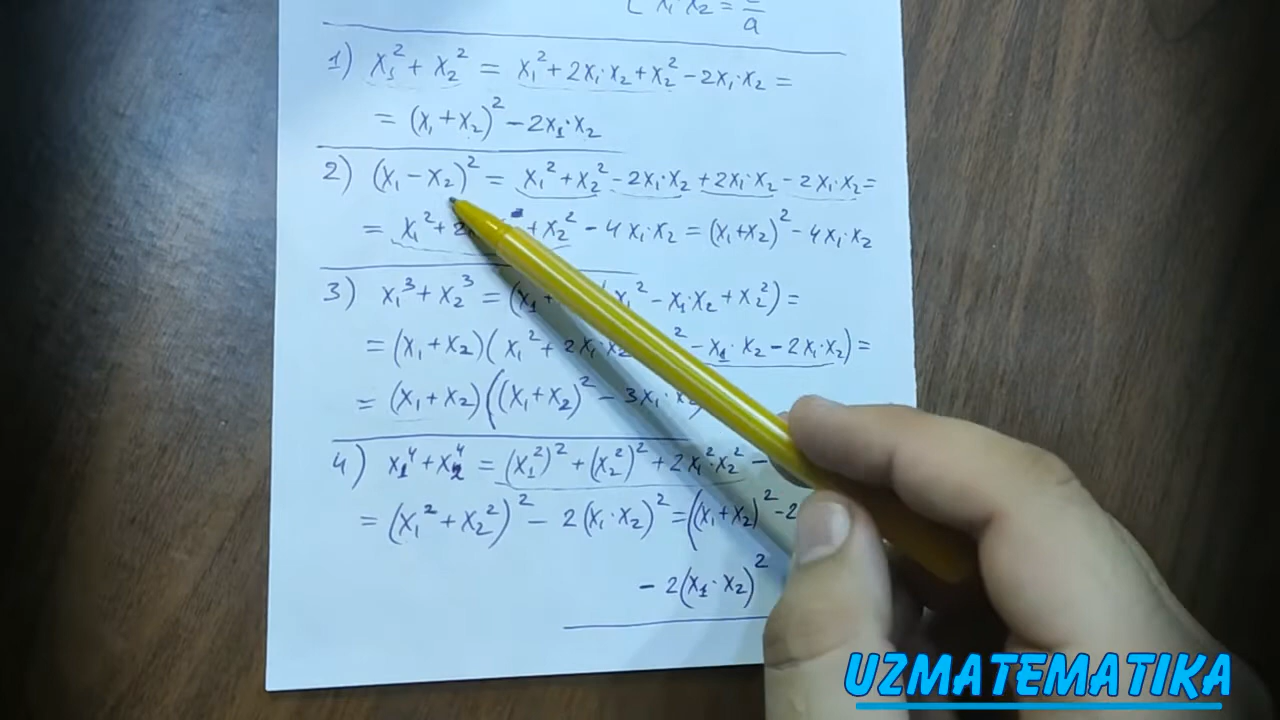 x₁·x₂ = c/a
1) x₁² + x₂² = x₁² + 2x₁·x₂ + x₂² - 2x₁·x₂ =
= (x₁ + x₂)² - 2x₁·x₂
2) (x₁ - x₂)² = x₁² + x₂² - 2x₁·x₂ + 2x₁·x₂ - 2x₁·x₂ =
= x₁² + 2 + x₂² - 4x₁·x₂ = (x₁+x₂)² - 4x₁·x₂
3) x₁³ + x₂³ = (x₁ + x₁² - x₁·x₂ + x₂²) =
= (x₁ + x₂)(x₁² + 2x₁·x₂ ² - x₁·x₂ - 2x₁·x₂) =
= (x₁ + x₂)((x₁+x₂)² - 3x₁·x₂)
4) x₁⁴ + x₂⁴ = (x₁²)² + (x₂²)² + 2x₁²·x₂² -
= (x₁² + x₂²)² - 2(x₁·x₂)² = ((x₁+x₂)² - 2
- 2(x₁·x₂)²
UZMATEMATIKA